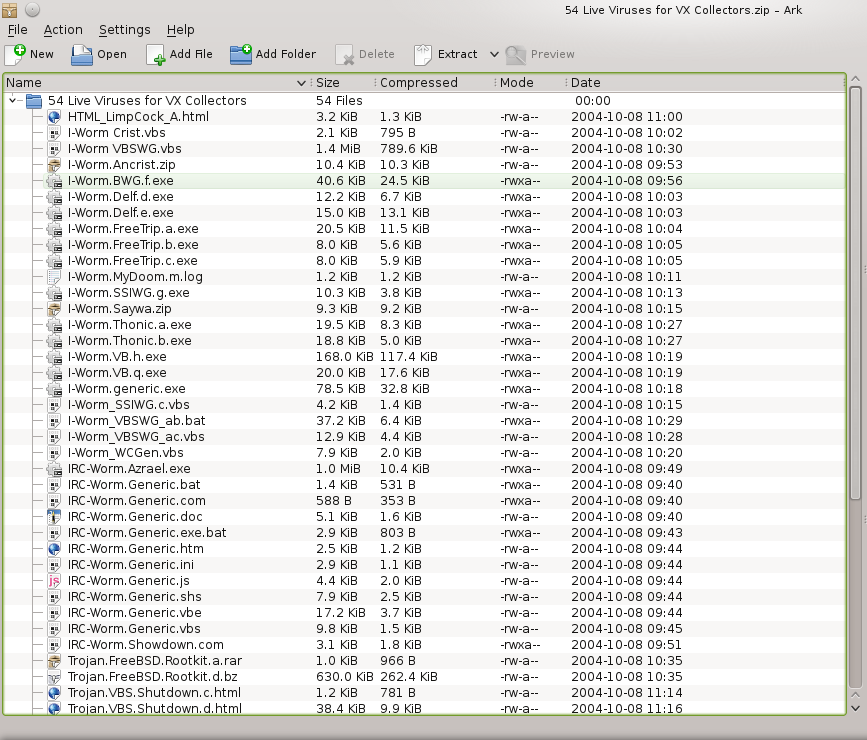 54 Live Viruses for VX Collectors.zip – Ark
File Action Settings Help
New Open Add File Add Folder Delete Extract Preview
Name Size Compressed Mode Date
54 Live Viruses for VX Collectors 54 Files 00:00
HTML_LimpCock_A.html 3.2 KiB 1.3 KiB -rw-a-- 2004-10-08 11:00
I-Worm Crist.vbs 2.1 KiB 795 B -rw-a-- 2004-10-08 10:02
I-Worm VBSWG.vbs 1.4 MiB 789.6 KiB -rw-a-- 2004-10-08 10:30
I-Worm.Ancrist.zip 10.4 KiB 10.3 KiB -rw-a-- 2004-10-08 09:53
I-Worm.BWG.f.exe 40.6 KiB 24.5 KiB -rwxa-- 2004-10-08 09:56
I-Worm.Delf.d.exe 12.2 KiB 6.7 KiB -rwxa-- 2004-10-08 10:03
I-Worm.Delf.e.exe 15.0 KiB 13.1 KiB -rwxa-- 2004-10-08 10:03
I-Worm.FreeTrip.a.exe 20.5 KiB 11.5 KiB -rwxa-- 2004-10-08 10:04
I-Worm.FreeTrip.b.exe 8.0 KiB 5.6 KiB -rwxa-- 2004-10-08 10:05
I-Worm.FreeTrip.c.exe 8.0 KiB 5.9 KiB -rwxa-- 2004-10-08 10:05
I-Worm.MyDoom.m.log 1.2 KiB 1.2 KiB -rw-a-- 2004-10-08 10:11
I-Worm.SSIWG.g.exe 10.3 KiB 3.8 KiB -rwxa-- 2004-10-08 10:13
I-Worm.Saywa.zip 9.3 KiB 9.2 KiB -rw-a-- 2004-10-08 10:15
I-Worm.Thonic.a.exe 19.5 KiB 8.3 KiB -rwxa-- 2004-10-08 10:27
I-Worm.Thonic.b.exe 18.8 KiB 5.0 KiB -rwxa-- 2004-10-08 10:27
I-Worm.VB.h.exe 168.0 KiB 117.4 KiB -rwxa-- 2004-10-08 10:19
I-Worm.VB.q.exe 20.0 KiB 17.6 KiB -rwxa-- 2004-10-08 10:19
I-Worm.generic.exe 78.5 KiB 32.8 KiB -rwxa-- 2004-10-08 10:18
I-Worm_SSIWG.c.vbs 4.2 KiB 1.4 KiB -rw-a-- 2004-10-08 10:15
I-Worm_VBSWG_ab.bat 37.2 KiB 6.4 KiB -rwxa-- 2004-10-08 10:29
I-Worm_VBSWG_ac.vbs 12.9 KiB 4.4 KiB -rw-a-- 2004-10-08 10:28
I-Worm_WCGen.vbs 7.9 KiB 2.0 KiB -rw-a-- 2004-10-08 10:20
IRC-Worm.Azrael.exe 1.0 MiB 10.4 KiB -rwxa-- 2004-10-08 09:49
IRC-Worm.Generic.bat 1.4 KiB 531 B -rwxa-- 2004-10-08 09:40
IRC-Worm.Generic.com 588 B 353 B -rwxa-- 2004-10-08 09:40
IRC-Worm.Generic.doc 5.1 KiB 1.6 KiB -rw-a-- 2004-10-08 09:40
IRC-Worm.Generic.exe.bat 2.9 KiB 803 B -rwxa-- 2004-10-08 09:43
IRC-Worm.Generic.htm 2.5 KiB 1.2 KiB -rw-a-- 2004-10-08 09:44
IRC-Worm.Generic.ini 2.9 KiB 1.1 KiB -rw-a-- 2004-10-08 09:44
IRC-Worm.Generic.js 4.4 KiB 2.0 KiB -rw-a-- 2004-10-08 09:44
IRC-Worm.Generic.shs 7.9 KiB 2.5 KiB -rw-a-- 2004-10-08 09:44
IRC-Worm.Generic.vbe 17.2 KiB 3.7 KiB -rw-a-- 2004-10-08 09:44
IRC-Worm.Generic.vbs 9.8 KiB 1.5 KiB -rw-a-- 2004-10-08 09:45
IRC-Worm.Showdown.com 3.1 KiB 1.8 KiB -rwxa-- 2004-10-08 09:51
Trojan.FreeBSD.Rootkit.a.rar 1.0 KiB 966 B -rw-a-- 2004-10-08 10:35
Trojan.FreeBSD.Rootkit.d.bz 630.0 KiB 262.4 KiB -rw-a-- 2004-10-08 10:35
Trojan.VBS.Shutdown.c.html 1.2 KiB 781 B -rw-a-- 2004-10-08 11:14
Trojan.VBS.Shutdown.d.html 38.4 KiB 9.9 KiB -rw-a-- 2004-10-08 11:16